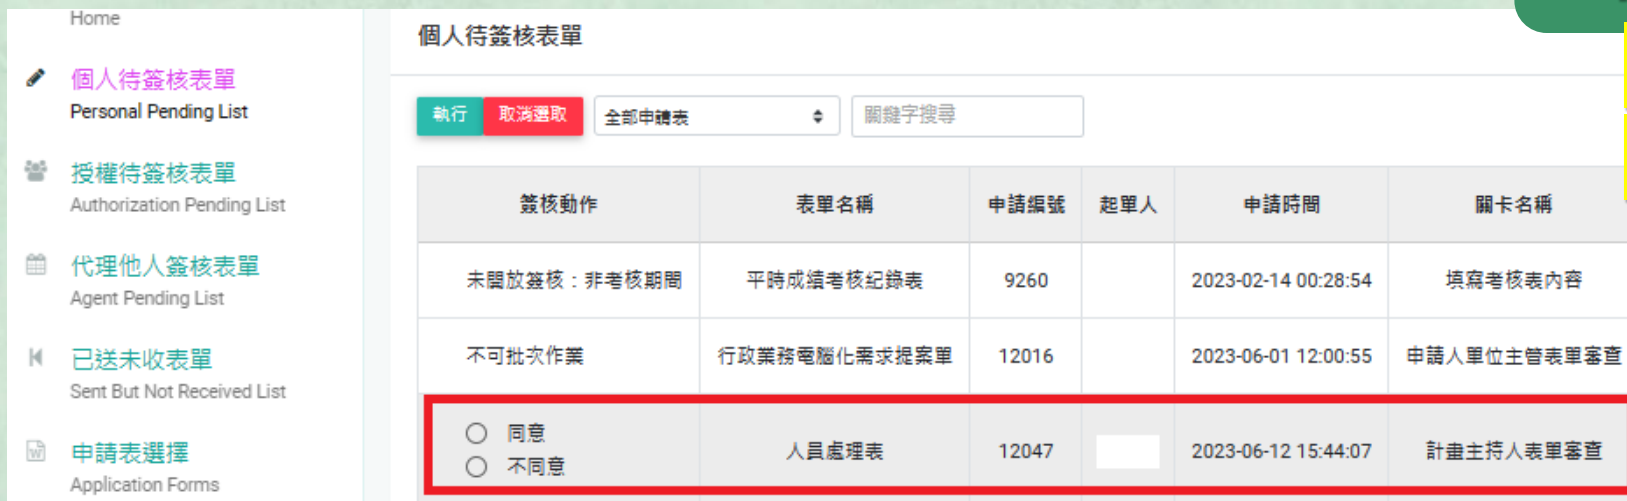 Home
個人待簽核表單
Personal Pending List
授權待簽核表單
Authorization Pending List
代理他人簽核表單
Agent Pending List
已送未收表單
Sent But Not Received List
申請表選擇
Application Forms
個人待簽核表單
執行 取消選取 全部申請表 關鍵字搜尋
簽核動作 表單名稱 申請編號 起單人 申請時間 關卡名稱
未開放簽核：非考核期間 平時成績考核紀錄表 9260 2023-02-14 00:28:54 填寫考核表內容
不可批次作業 行政業務電腦化需求提案單 12016 2023-06-01 12:00:55 申請人單位主管表單審查
同意
不同意
人員處理表 12047 2023-06-12 15:44:07 計畫主持人表單審查